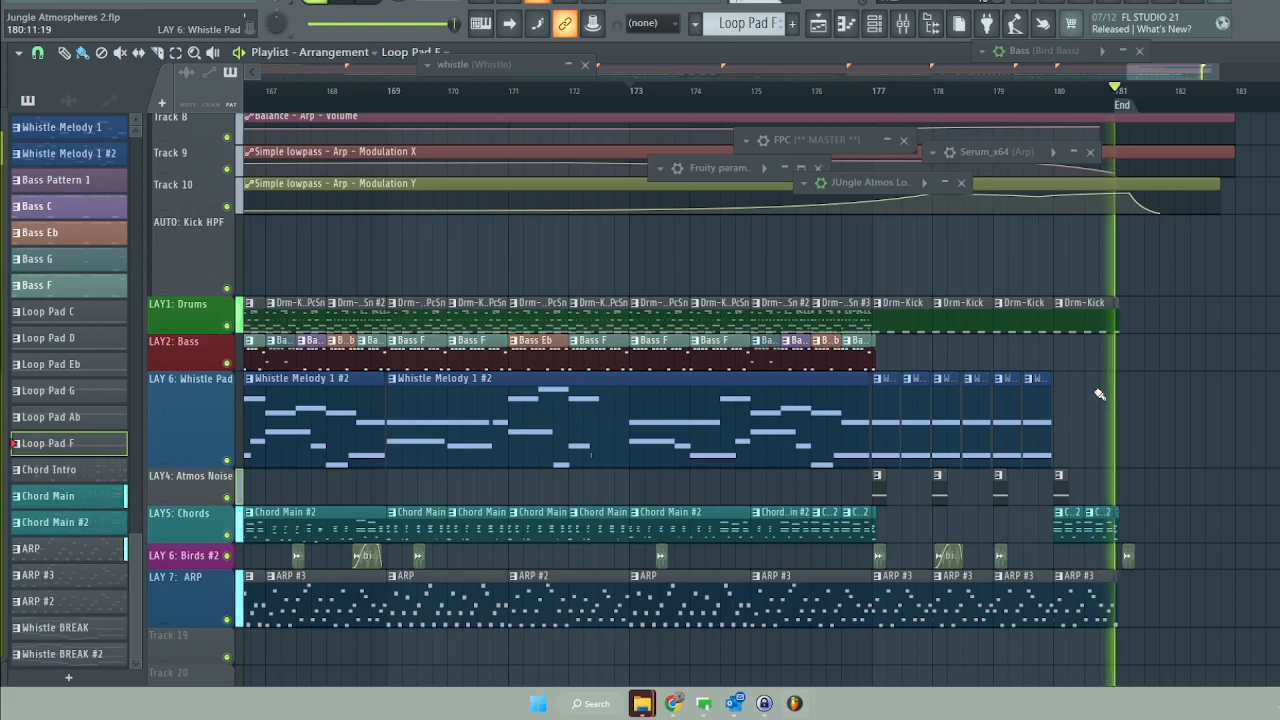 Jungle Atmospheres 2.flp
180:11:19
LAY 6: Whistle Pad
(none)
Loop Pad F
07/12 FL STUDIO 21
Released | What's New?
Playlist - Arrangement
Loop Pad F
whistle (Whistle)
Bass (Bird Bass)
NOTE CHAN PAT
167 168 169 170 171 172 173 174 175 176 177 178 179 180 181 182 183
End
Whistle Melody 1
Whistle Melody 1 #2
Bass Pattern 1
Bass C
Bass Eb
Bass G
Bass F
Loop Pad C
Loop Pad D
Loop Pad Eb
Loop Pad G
Loop Pad Ab
Loop Pad F
Chord Intro
Chord Main
Chord Main #2
ARP
ARP #3
ARP #2
Whistle BREAK
Whistle BREAK #2
Track 8
Balance - Arp - Volume
FPC (** MASTER **)
Track 9
Simple lowpass - Arp - Modulation X
Serum_x64 (Arp)
Fruity param..
Track 10
Simple lowpass - Arp - Modulation Y
JUngle Atmos Lo..
AUTO: Kick HPF
LAY1: Drums
Drm-K..PcSn Drm-...Sn #2 Drm-...PcSn Drm-K...PcSn Drm-...PcSn Drm-K...PcSn Drm-...PcSn Drm-K...PcSn Drm-...Sn #2 Drm-...Sn #3 Drm-Kick Drm-Kick Drm-Kick Drm-Kick
LAY2: Bass
Ba.. Ba.. B..b Ba.. Bass F Bass F Bass Eb Bass F Bass F Bass F Ba.. Ba.. B..b Ba..
LAY 6: Whistle Pad
Whistle Melody 1 #2 Whistle Melody 1 #2 W.. W.. W.. W.. W.. W..
LAY4: Atmos Noise
LAY5: Chords
Chord Main #2 Chord Main Chord Main Chord Main Chord Main Chord Main #2 Chord..in #2 C..2 C..2 C..2 C..2
LAY 6: Birds #2
bi.. bi..
LAY 7: ARP
ARP #3 ARP ARP #2 ARP ARP #3 ARP #3 ARP #3 ARP #3 ARP #3
Track 19
Track 20
Search